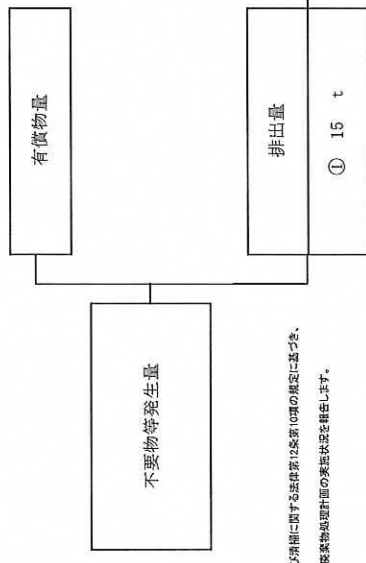 有償物量
不要物等発生量
排出量
① 15 t
び清掃に関する法律第12条第10項の規定に基づき、
廃棄物処理計画の実施状況を報告します。